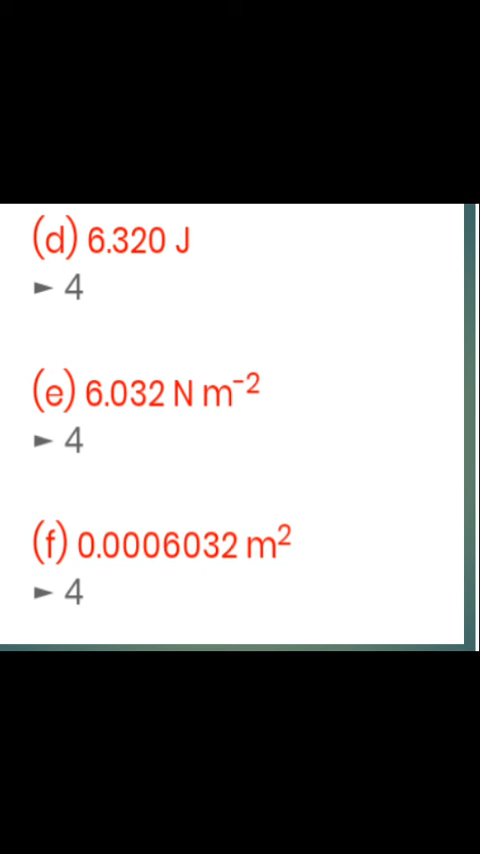 (d) 6.320 J
► 4
(e) 6.032 N m⁻²
► 4
(f) 0.0006032 m²
► 4